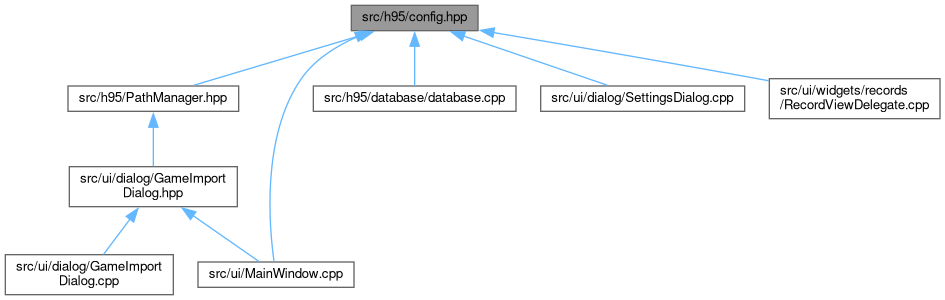 src/h95/config.hpp
src/h95/PathManager.hpp
src/h95/database/database.cpp
src/ui/dialog/SettingsDialog.cpp
src/ui/widgets/records
/RecordViewDelegate.cpp
src/ui/dialog/GameImport
Dialog.hpp
src/ui/dialog/GameImport
Dialog.cpp
src/ui/MainWindow.cpp